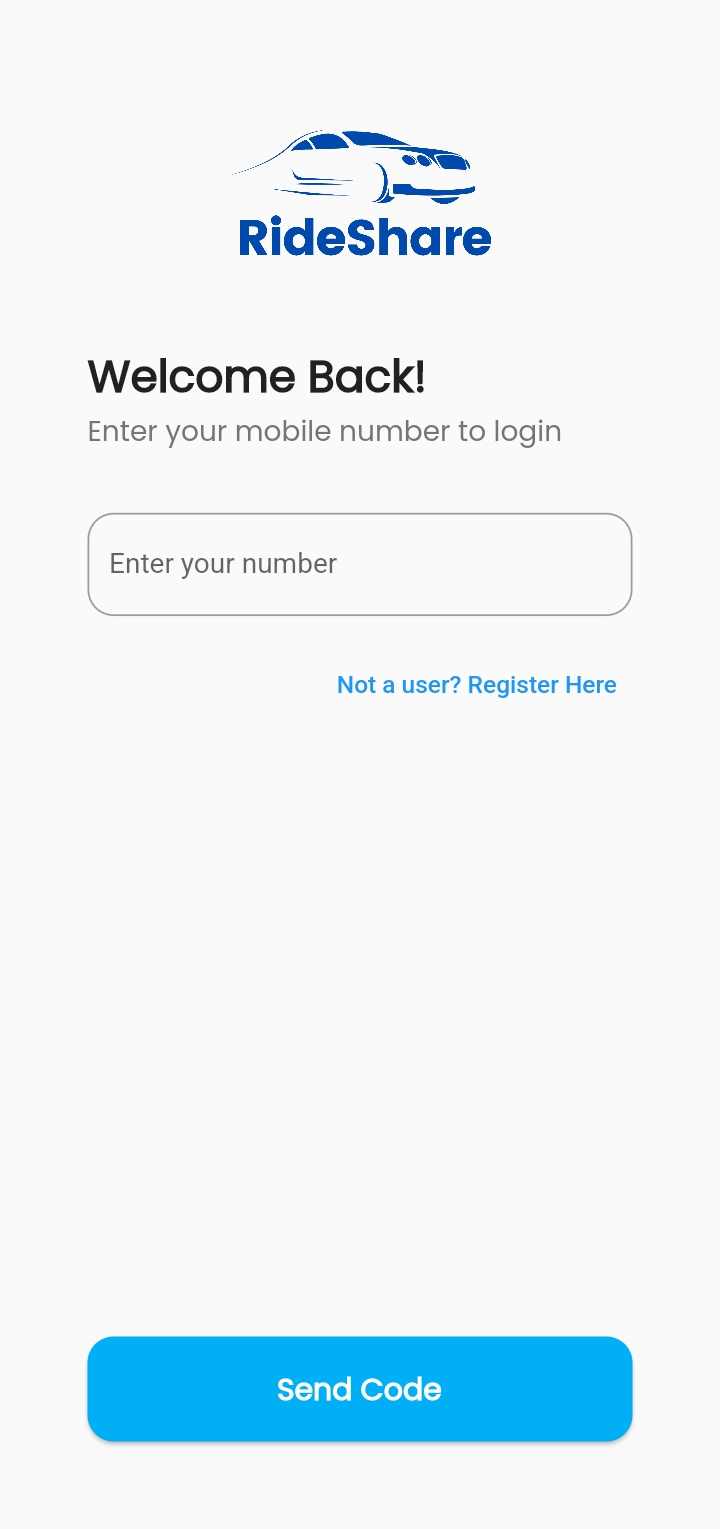 RideShare
Welcome Back!
Enter your mobile number to login
Enter your number
Not a user? Register Here
Send Code